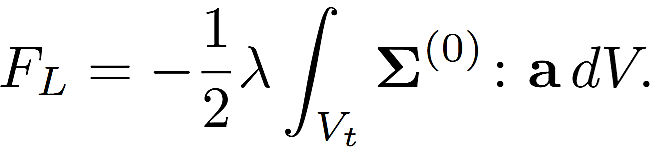 F_L = -\frac{1}{2} \lambda \int_{V_t} \mathbf{\Sigma}^{(0)} : \mathbf{a} \, dV.